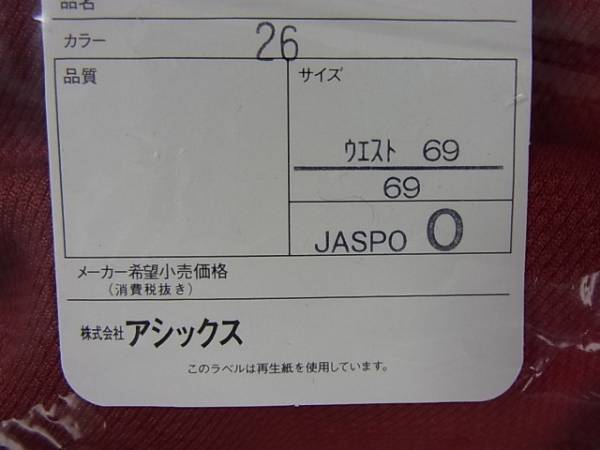 品名
カラー 26
品質
サイズ
ウエスト 69
69
JASPO O
メーカー希望小売価格
(消費税抜き)
株式会社 アシックス
このラベルは再生紙を使用しています。